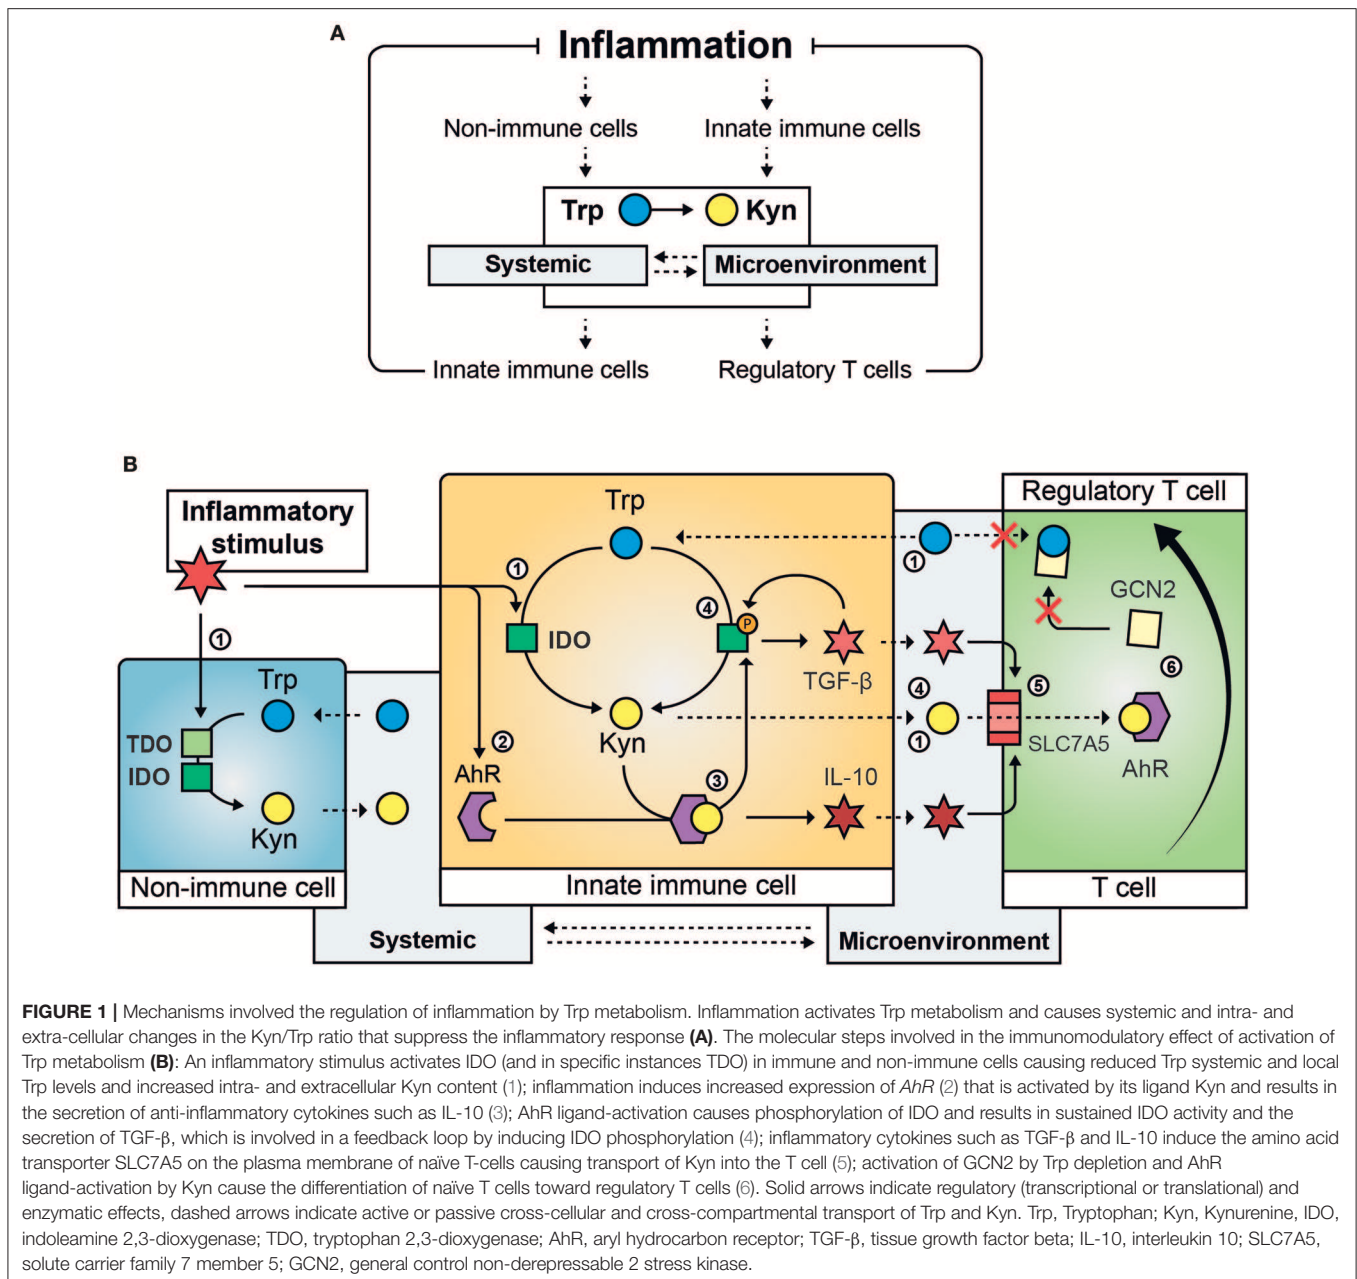 A
Inflammation
Non-immune cells
Innate immune cells
Trp
Kyn
Systemic
Microenvironment
Innate immune cells
Regulatory T cells
B
Inflammatory
stimulus
1
TDO
IDO
Trp
Kyn
Non-immune cell
Systemic
Trp
1
IDO
4
P
TGF-β
Kyn
2
AhR
3
IL-10
Innate immune cell
1
4
1
Microenvironment
Regulatory T cell
GCN2
6
5
SLC7A5
AhR
T cell
FIGURE 1 | Mechanisms involved the regulation of inflammation by Trp metabolism. Inflammation activates Trp metabolism and causes systemic and intra- and
extra-cellular changes in the Kyn/Trp ratio that suppress the inflammatory response (A). The molecular steps involved in the immunomodulatory effect of activation of
Trp metabolism (B): An inflammatory stimulus activates IDO (and in specific instances TDO) in immune and non-immune cells causing reduced Trp systemic and local
Trp levels and increased intra- and extracellular Kyn content (1); inflammation induces increased expression of AhR (2) that is activated by its ligand Kyn and results in
the secretion of anti-inflammatory cytokines such as IL-10 (3); AhR ligand-activation causes phosphorylation of IDO and results in sustained IDO activity and the
secretion of TGF-β, which is involved in a feedback loop by inducing IDO phosphorylation (4); inflammatory cytokines such as TGF-β and IL-10 induce the amino acid
transporter SLC7A5 on the plasma membrane of naïve T-cells causing transport of Kyn into the T cell (5); activation of GCN2 by Trp depletion and AhR
ligand-activation by Kyn cause the differentiation of naïve T cells toward regulatory T cells (6). Solid arrows indicate regulatory (transcriptional or translational) and
enzymatic effects, dashed arrows indicate active or passive cross-cellular and cross-compartmental transport of Trp and Kyn. Trp, Tryptophan; Kyn, Kynurenine, IDO,
indoleamine 2,3-dioxygenase; TDO, tryptophan 2,3-dioxygenase; AhR, aryl hydrocarbon receptor; TGF-β, tissue growth factor beta; IL-10, interleukin 10; SLC7A5,
solute carrier family 7 member 5; GCN2, general control non-derepressable 2 stress kinase.